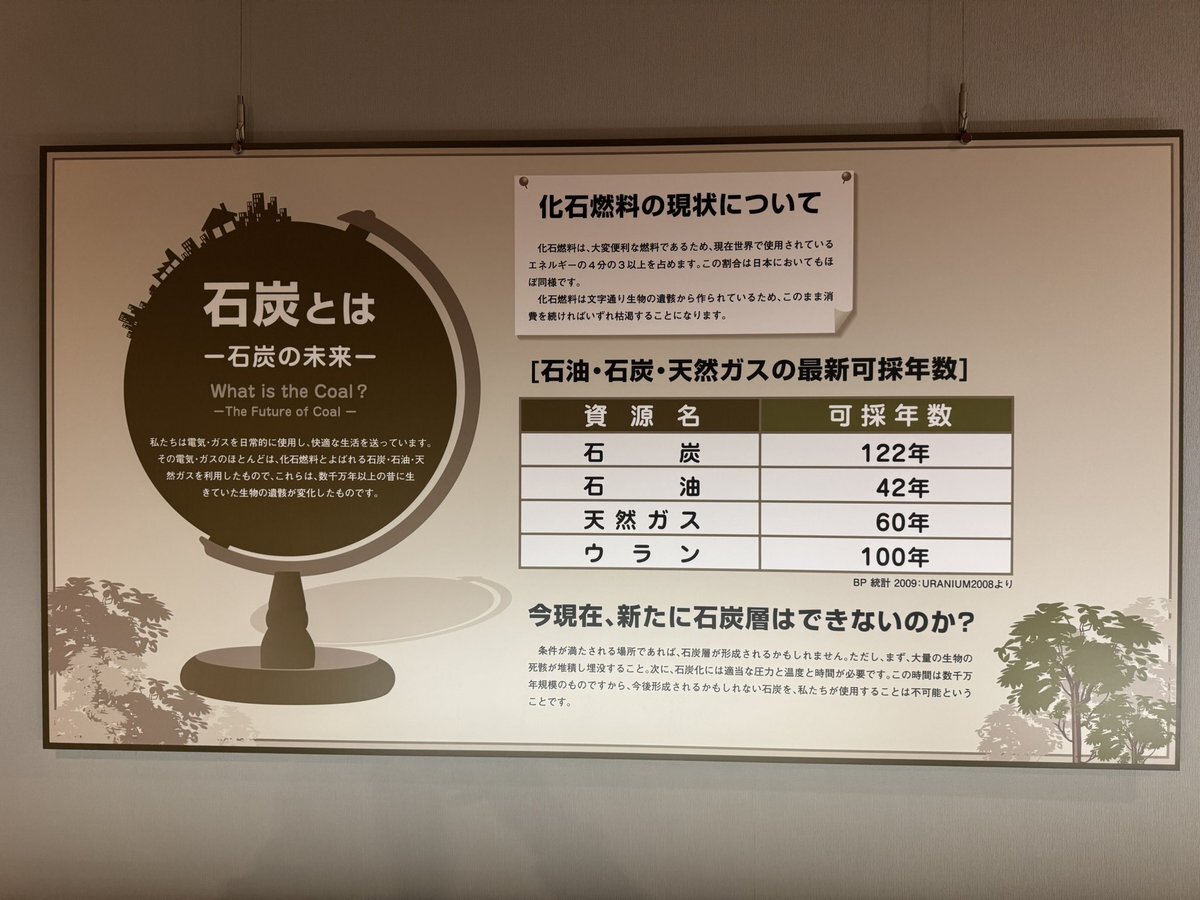 石炭とは
ー石炭の未来ー
What is the Coal?
ーThe Future of Coal ー
私たちは電気・ガスを日常的に使用し、快適な生活を送っています。
その電気・ガスのほとんどは、化石燃料とよばれる石炭・石油・天
然ガスを利用したもので、これらは、数千万年以上の昔に生
きていた生物の遺骸が変化したものです。
化石燃料の現状について
化石燃料は、大変便利な燃料であるため、現在世界で使用されている
エネルギーの4分の3以上を占めます。この割合は日本においてもほ
ぼ同様です。
化石燃料は文字通り生物の遺骸から作られているため、このまま消
費を続ければいずれ枯渇することになります。
[石油・石炭・天然ガスの最新可採年数]
資源名 可採年数
石炭 122年
石油 42年
天然ガス 60年
ウラン 100年
BP 統計 2009:URANIUM2008より
今現在、新たに石炭層はできないのか?
条件が満たされる場所であれば、石炭層が形成されるかもしれません。ただし、まず、大量の生物の
死骸が堆積し埋没すること。次に、石炭化には適当な圧力と温度と時間が必要です。この時間は数千万
年規模のものですから、今後形成されるかもしれない石炭を、私たちが使用することは不可能という
ことです。